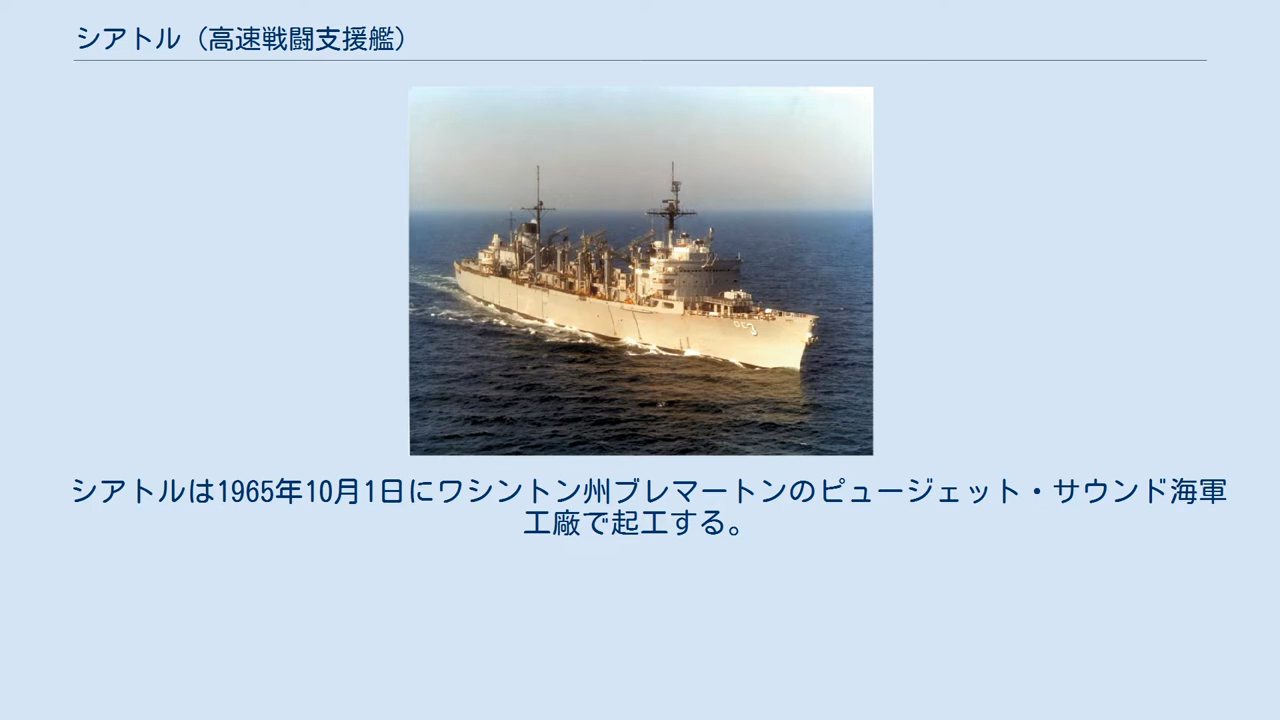 シアトル（高速戦闘支援艦）
シアトルは1965年10月1日にワシントン州ブレマートンのピュージェット・サウンド海軍
工廠で起工する。